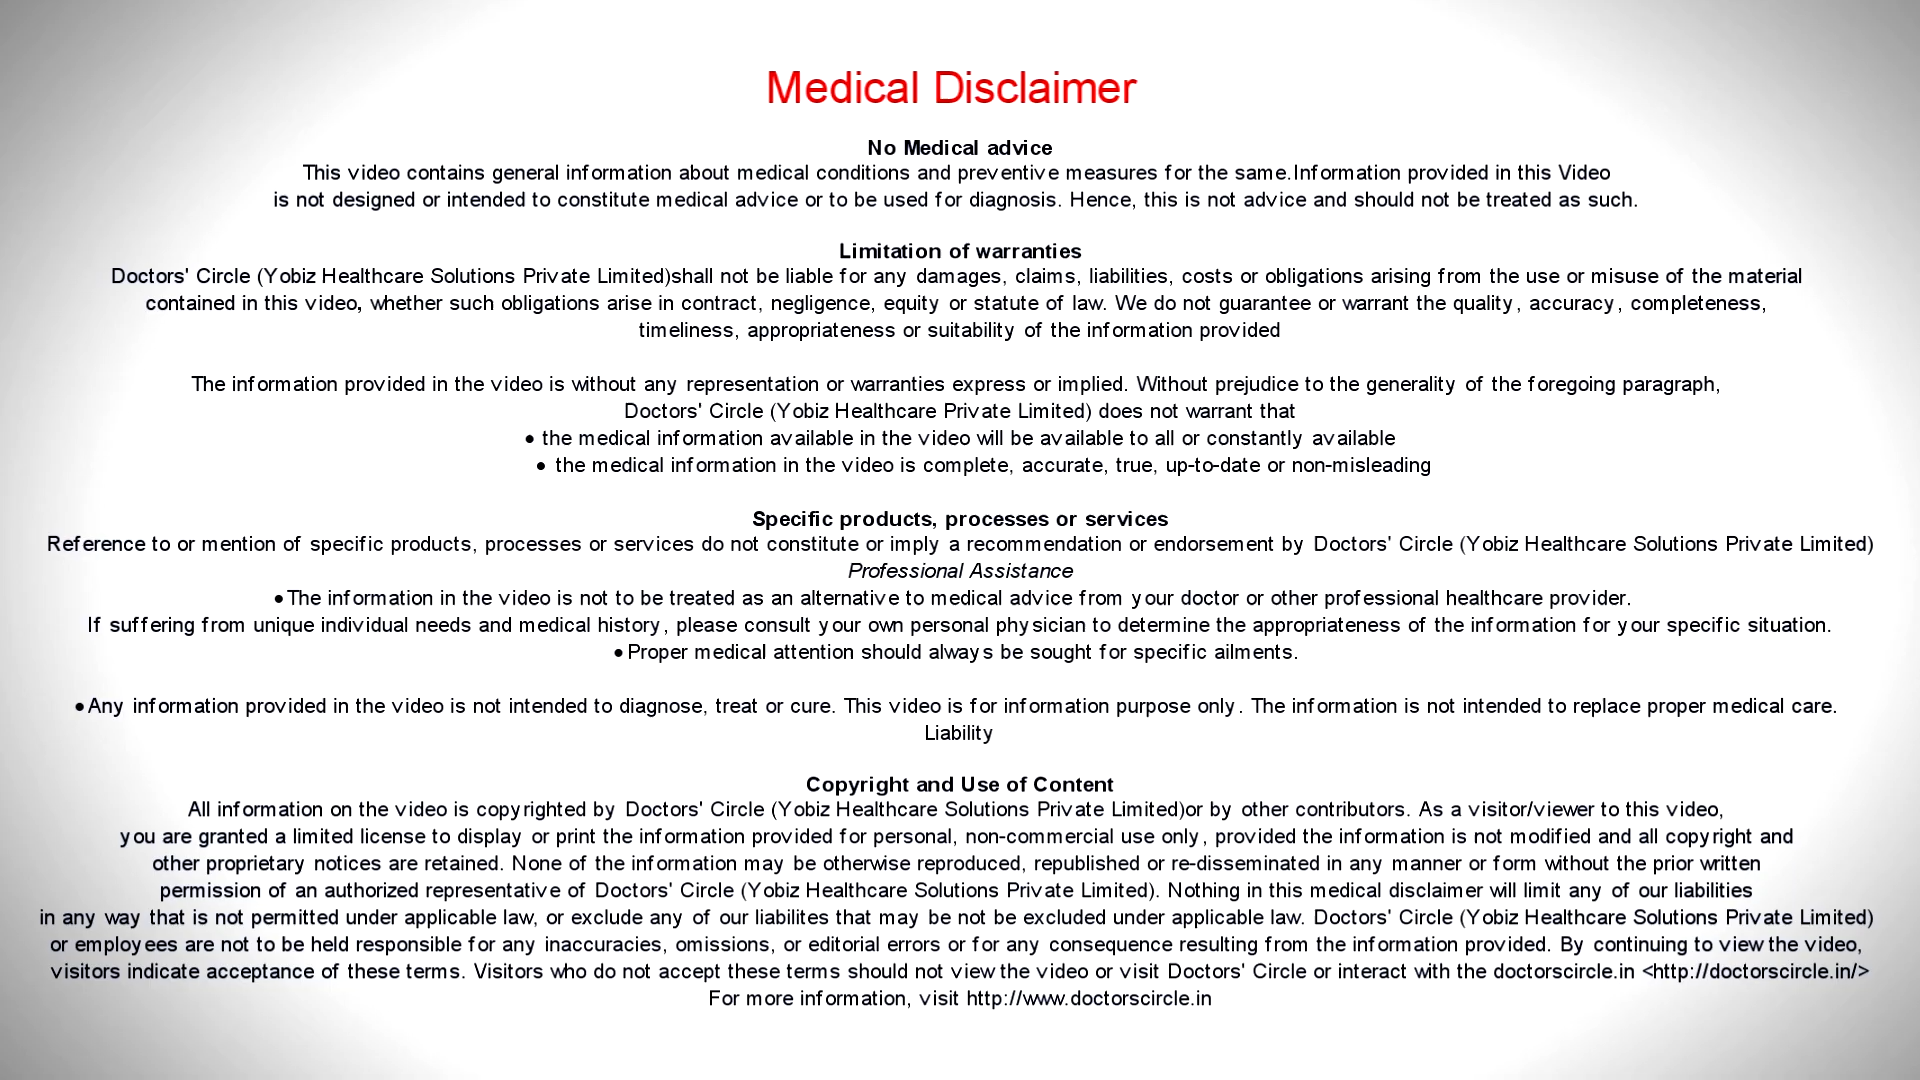 Medical Disclaimer
No Medical advice
This video contains general information about medical conditions and preventive measures for the same.Information provided in this Video
is not designed or intended to constitute medical advice or to be used for diagnosis. Hence, this is not advice and should not be treated as such.
Limitation of warranties
Doctors' Circle (Yobiz Healthcare Solutions Private Limited)shall not be liable for any damages, claims, liabilities, costs or obligations arising from the use or misuse of the material
contained in this video, whether such obligations arise in contract, negligence, equity or statute of law. We do not guarantee or warrant the quality, accuracy, completeness,
timeliness, appropriateness or suitability of the information provided
The information provided in the video is without any representation or warranties express or implied. Without prejudice to the generality of the foregoing paragraph,
Doctors' Circle (Yobiz Healthcare Private Limited) does not warrant that
• the medical information available in the video will be available to all or constantly available
• the medical information in the video is complete, accurate, true, up-to-date or non-misleading
Specific products, processes or services
Reference to or mention of specific products, processes or services do not constitute or imply a recommendation or endorsement by Doctors' Circle (Yobiz Healthcare Solutions Private Limited)
Professional Assistance
•The information in the video is not to be treated as an alternative to medical advice from your doctor or other professional healthcare provider.
If suffering from unique individual needs and medical history, please consult your own personal physician to determine the appropriateness of the information for your specific situation.
•Proper medical attention should always be sought for specific ailments.
•Any information provided in the video is not intended to diagnose, treat or cure. This video is for information purpose only. The information is not intended to replace proper medical care.
Liability
Copyright and Use of Content
All information on the video is copyrighted by Doctors' Circle (Yobiz Healthcare Solutions Private Limited)or by other contributors. As a visitor/viewer to this video,
you are granted a limited license to display or print the information provided for personal, non-commercial use only, provided the information is not modified and all copyright and
other proprietary notices are retained. None of the information may be otherwise reproduced, republished or re-disseminated in any manner or form without the prior written
permission of an authorized representative of Doctors' Circle (Yobiz Healthcare Solutions Private Limited). Nothing in this medical disclaimer will limit any of our liabilities
in any way that is not permitted under applicable law, or exclude any of our liabilites that may be not be excluded under applicable law. Doctors' Circle (Yobiz Healthcare Solutions Private Limited)
or employees are not to be held responsible for any inaccuracies, omissions, or editorial errors or for any consequence resulting from the information provided. By continuing to view the video,
visitors indicate acceptance of these terms. Visitors who do not accept these terms should not view the video or visit Doctors' Circle or interact with the doctorscircle.in <http://doctorscircle.in/>
For more information, visit http://www.doctorscircle.in